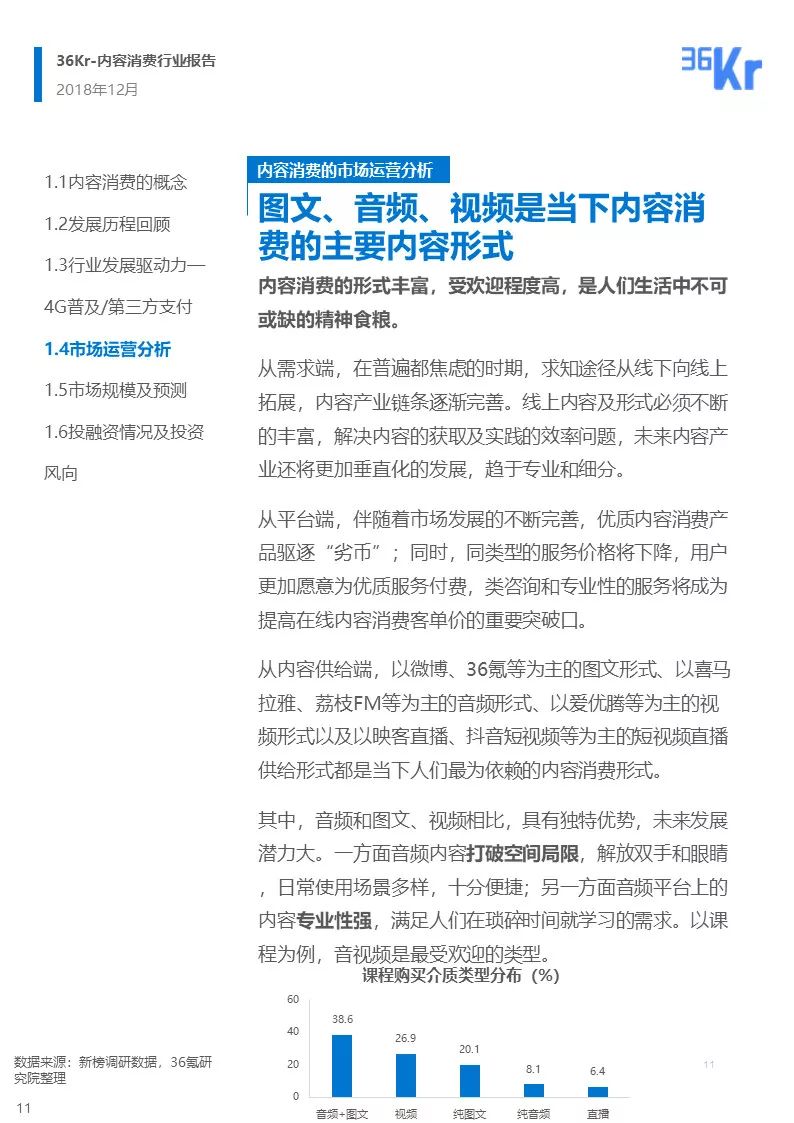 36Kr-内容消费行业报告
2018年12月
36Kr
1.1内容消费的概念
1.2发展历程回顾
1.3行业发展驱动力—
4G普及/第三方支付
1.4市场运营分析
1.5市场规模及预测
1.6投融资情况及投资
风向
内容消费的市场运营分析
图文、音频、视频是当下内容消
费的主要内容形式
内容消费的形式丰富，受欢迎程度高，是人们生活中不可
或缺的精神食粮。
从需求端，在普遍都焦虑的时期，求知途径从线下向线上
拓展，内容产业链条逐渐完善。线上内容及形式必须不断
的丰富，解决内容的获取及实践的效率问题，未来内容产
业还将更加垂直化的发展，趋于专业和细分。
从平台端，伴随着市场发展的不断完善，优质内容消费产
品驱逐“劣币”；同时，同类型的服务价格将下降，用户
更加愿意为优质服务付费，类咨询和专业性的服务将成为
提高在线内容消费客单价的重要突破口。
从内容供给端，以微博、36氪等为主的图文形式、以喜马
拉雅、荔枝FM等为主的音频形式、以爱优腾等为主的视
频形式以及以映客直播、抖音短视频等为主的短视频直播
供给形式都是当下人们最为依赖的内容消费形式。
其中，音频和图文、视频相比，具有独特优势，未来发展
潜力大。一方面音频内容打破空间局限，解放双手和眼睛
，日常使用场景多样，十分便捷；另一方面音频平台上的
内容专业性强，满足人们在琐碎时间就学习的需求。以课
程为例，音视频是最受欢迎的类型。
课程购买介质类型分布（%）
60
40
20
0
38.6
26.9
20.1
8.1
6.4
音频+图文
视频
纯图文
纯音频
直播
数据来源：新榜调研数据，36氪研
究院整理
11
11